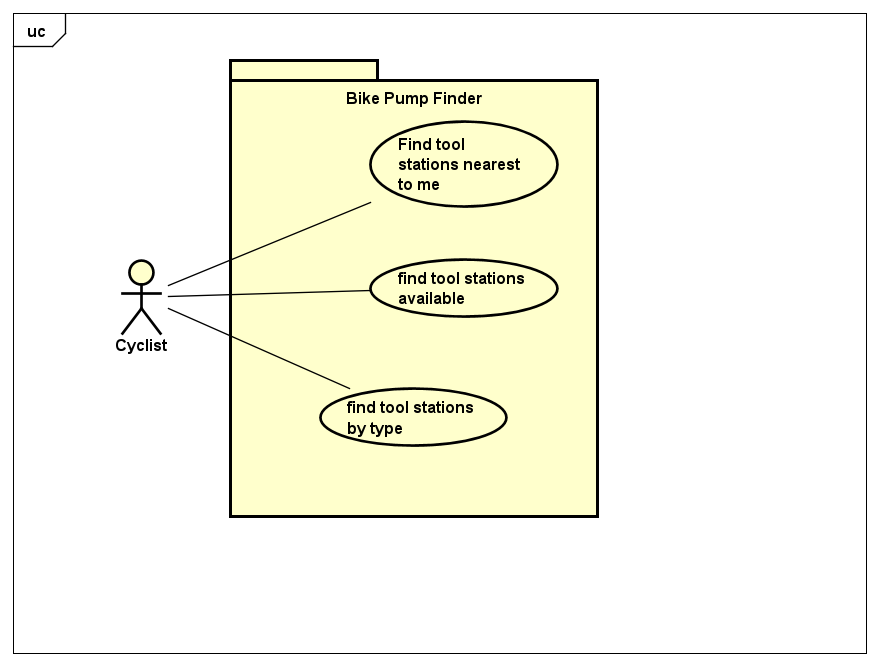 uc
Bike Pump Finder
Find tool
stations nearest
to me
find tool stations
available
Cyclist
find tool stations
by type